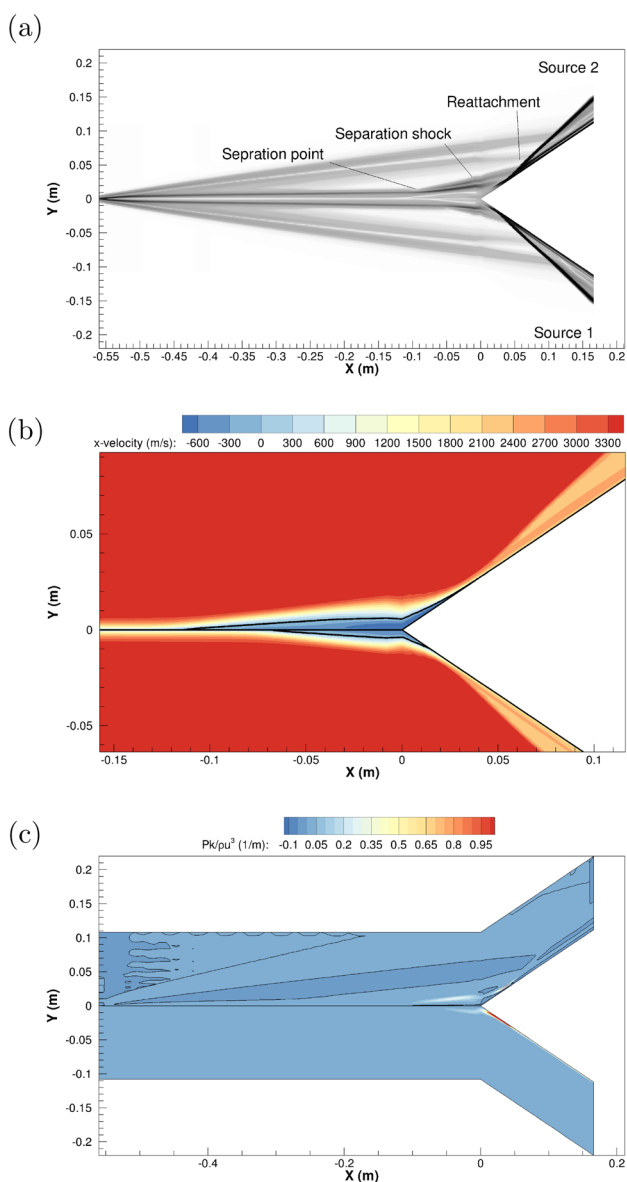 (a)
0.2
Source 2
0.15
Reattachment
0.1
Separation shock
0.05
Sepration point
Y (m)
0
-0.05
-0.1
-0.15
-0.2
Source 1
-0.55 -0.5 -0.45 -0.4 -0.35 -0.3 -0.25 -0.2 -0.15 -0.1 -0.05 0 0.05 0.1 0.15 0.2
X (m)
(b)
x-velocity (m/s): -600 -300 0 300 600 900 1200 1500 1800 2100 2400 2700 3000 3300
0.05
Y (m)
0
-0.05
-0.15 -0.1 -0.05 0 0.05 0.1
X (m)
(c)
Pk/ρu³ (1/m): -0.1 0.05 0.2 0.35 0.5 0.65 0.8 0.95
0.2
0.15
0.1
0.05
Y (m)
0
-0.05
-0.1
-0.15
-0.2
-0.4 -0.2 0 0.2
X (m)